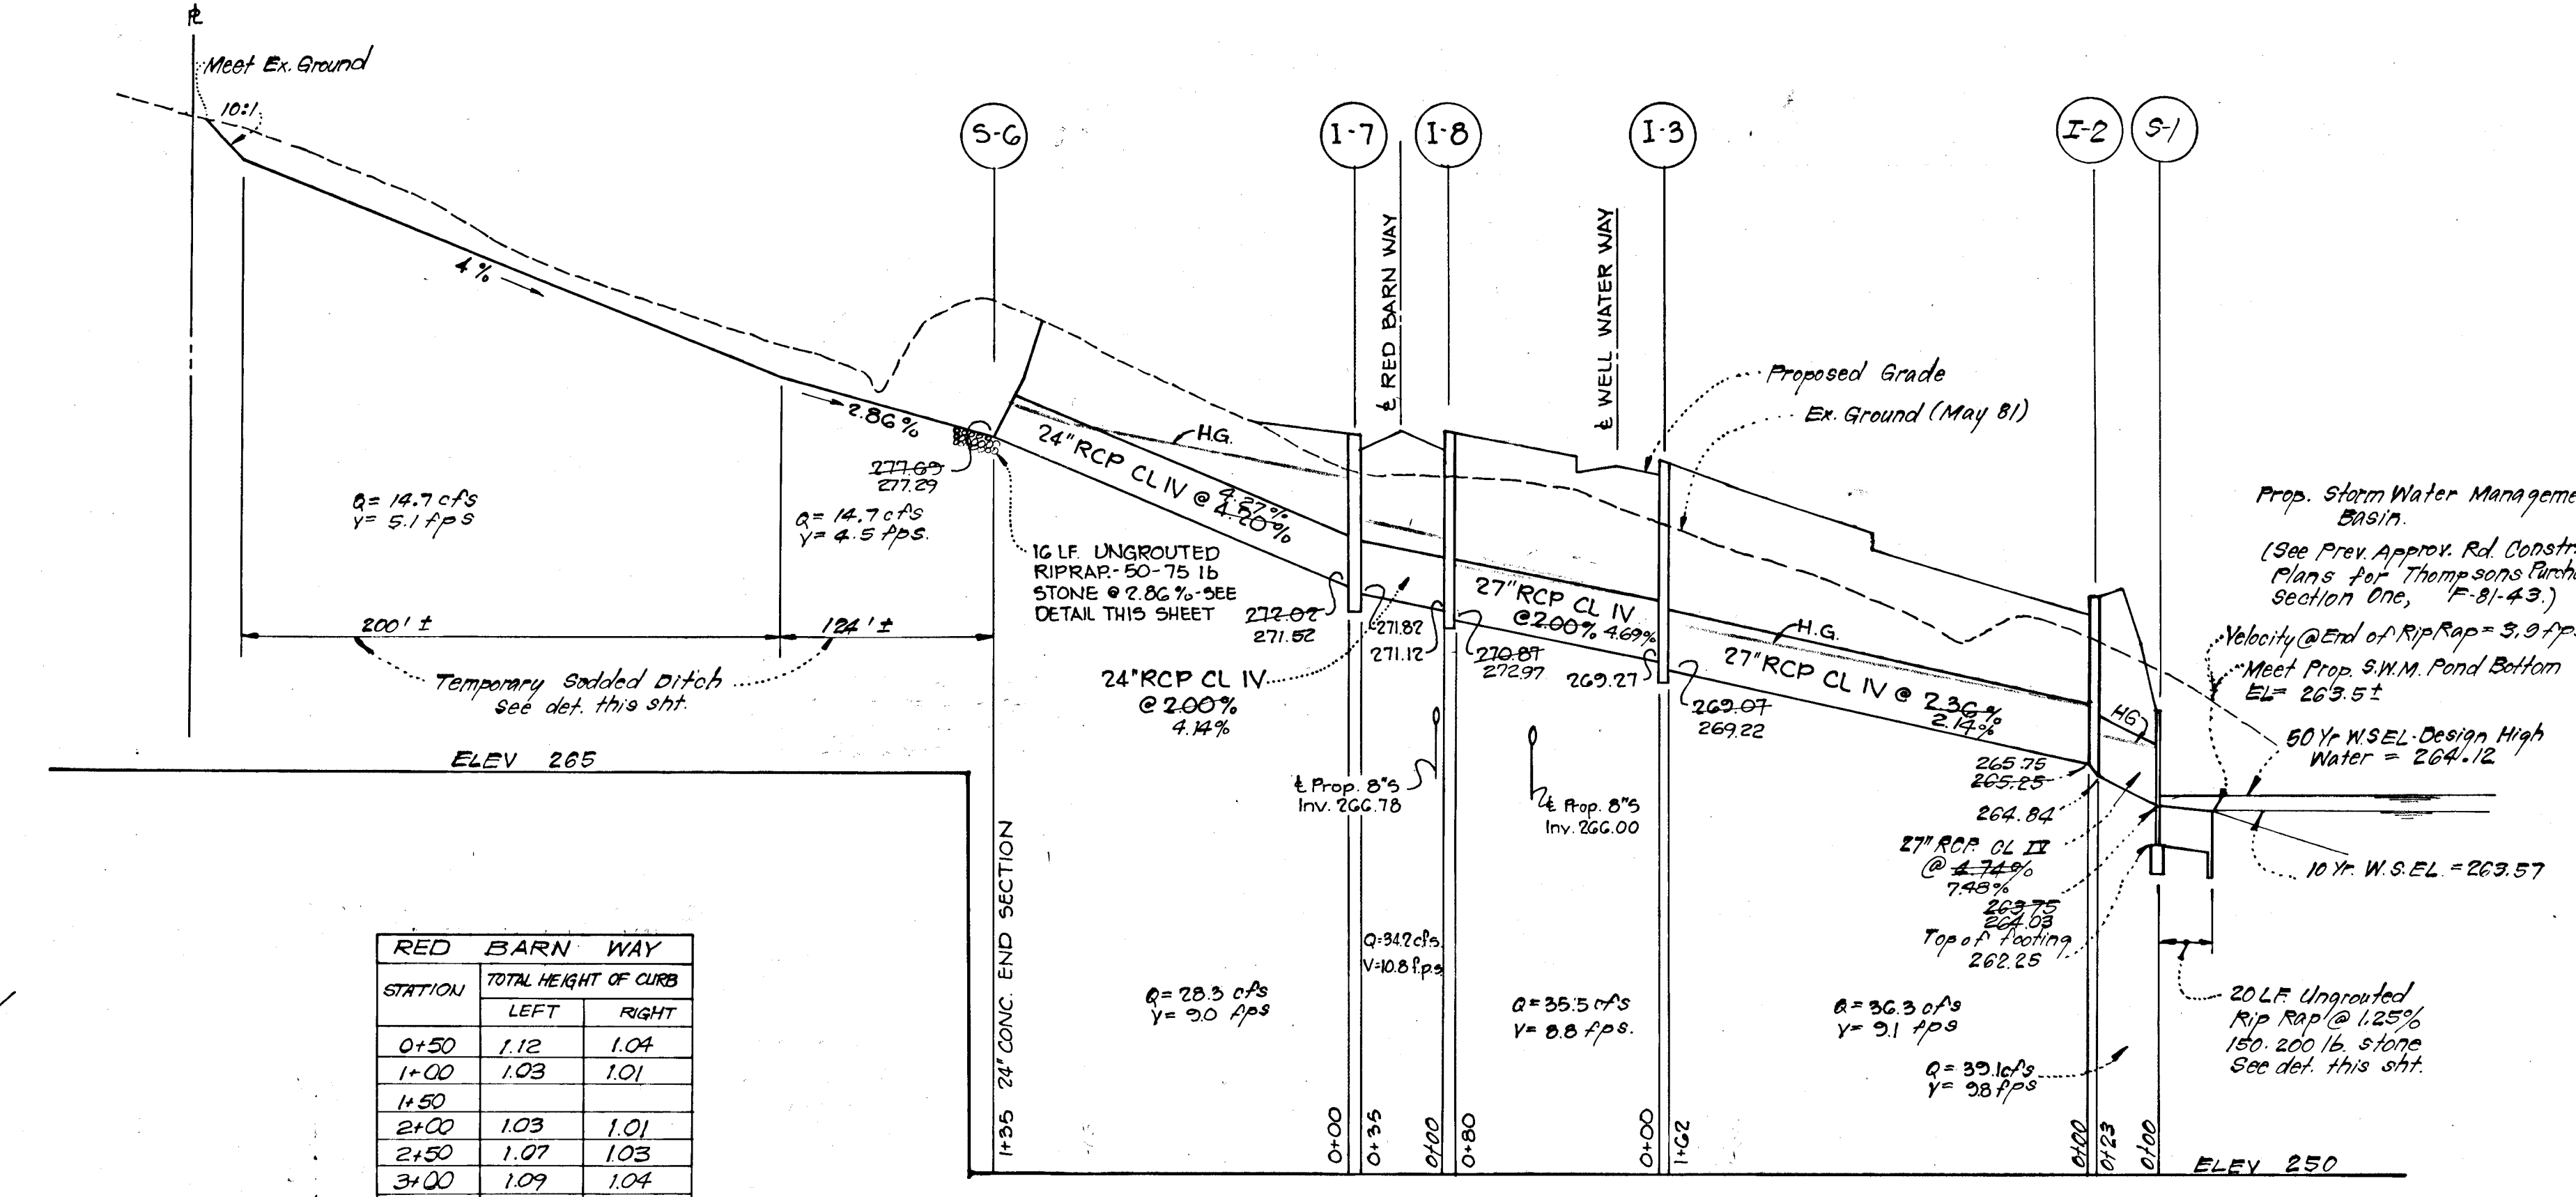 PL
Meet Ex. Ground
10:1
S-6
I-7
I-8
I-3
I-2
S-1
4%
2.86%
277.69
277.29
H.G.
24" RCP CL IV @ 4.20%
4.27%
℄ RED BARN WAY
℄ WELL WATER WAY
Proposed Grade
Ex. Ground (May 81)
Q= 14.7 cfs
V= 5.1 fps
Q= 14.7 cfs
V= 4.5 fps.
16 LF. UNGROUTED
RIPRAP.-50-75 lb
STONE @ 2.86%-SEE
DETAIL THIS SHEET
272.02
271.52
271.82
271.12
270.87
272.97
27" RCP CL IV
@ 2.00% 4.69%
269.27
269.07
269.22
H.G.
27" RCP CL IV @ 2.36%
2.14%
24" RCP CL IV
@ 2.00%
4.14%
200' ±
124' ±
Temporary Sodded Ditch
See det. this sht.
ELEV 265
℄ Prop. 8"S
Inv. 266.78
℄ Prop. 8"S
Inv. 266.00
Prop. Storm Water Manageme
Basin.
(See Prev. Approv. Rd. Constr.
Plans for Thompsons Purch
Section One, F-81-43.)
Velocity @ End of Rip Rap = 3.9 fp
Meet Prop. S.W.M. Pond Bottom
EL= 263.5±
HG
50 Yr W.S.EL-Design High
Water = 264.12
10 Yr. W.S.EL. = 263.57
265.75
265.25
264.84
27" RCP CL IV
@ 4.74%
7.48%
263.75
264.03
Top of footing
262.25
20 LF. Ungrouted
Rip Rap @ 1.25%
150-200 lb. stone
See det. this sht.
Q=34.2 cfs.
V=10.8 f.p.s
Q= 28.3 cfs
V= 9.0 fps
Q= 35.5 cfs
V= 8.8 fps.
Q= 36.3 cfs
V= 9.1 fps
Q= 39.1 cfs
V= 9.8 fps
1+35 24" CONC. END SECTION
0+00
0+35
0+00
0+80
0+00
1+62
0+00
0+23
0+00
ELEV 250
RED BARN WAY
STATION TOTAL HEIGHT OF CURB
LEFT RIGHT
0+50 1.12 1.04
1+00 1.03 1.01
1+50
2+00 1.03 1.01
2+50 1.07 1.03
3+00 1.09 1.04